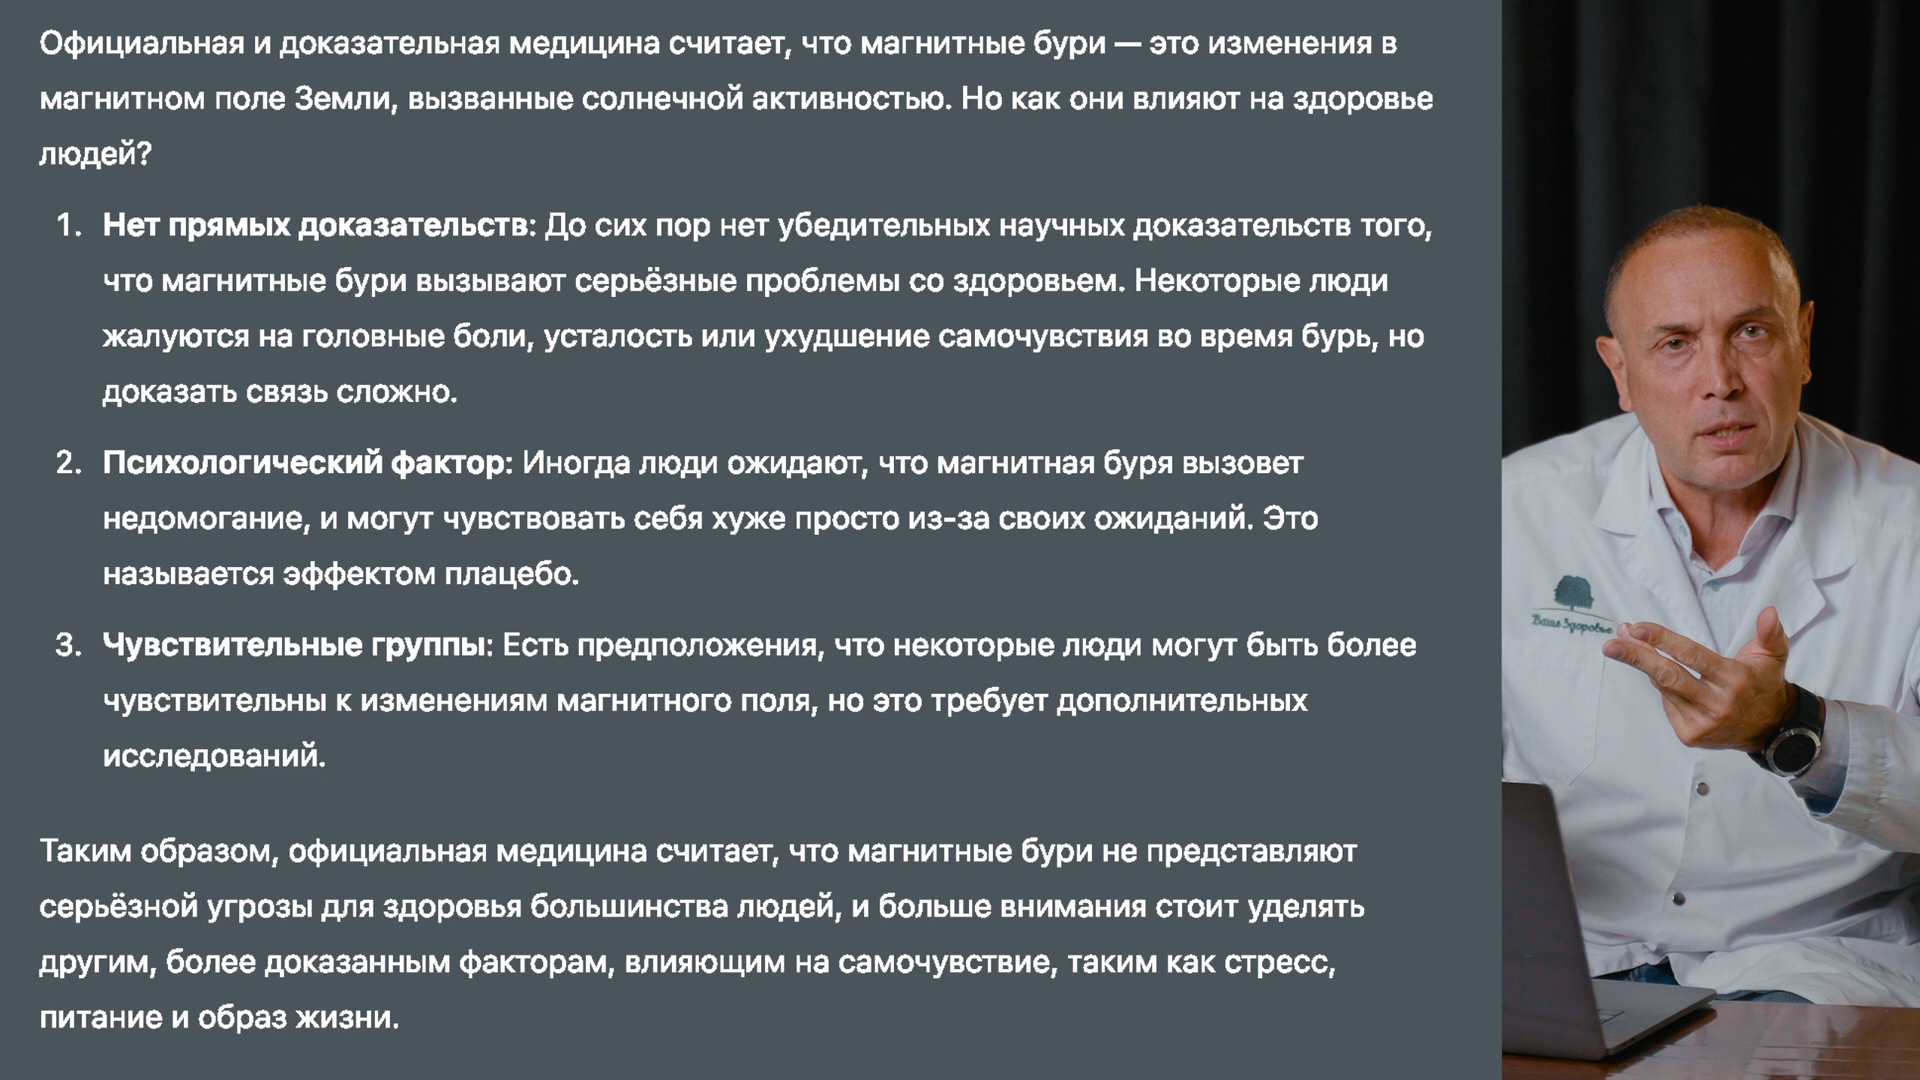 Официальная и доказательная медицина считает, что магнитные бури — это изменения в
магнитном поле Земли, вызванные солнечной активностью. Но как они влияют на здоровье
людей?
1. Нет прямых доказательств: До сих пор нет убедительных научных доказательств того,
что магнитные бури вызывают серьёзные проблемы со здоровьем. Некоторые люди
жалуются на головные боли, усталость или ухудшение самочувствия во время бурь, но
доказать связь сложно.
2. Психологический фактор: Иногда люди ожидают, что магнитная буря вызовет
недомогание, и могут чувствовать себя хуже просто из-за своих ожиданий. Это
называется эффектом плацебо.
3. Чувствительные группы: Есть предположения, что некоторые люди могут быть более
чувствительны к изменениям магнитного поля, но это требует дополнительных
исследований.
Таким образом, официальная медицина считает, что магнитные бури не представляют
серьёзной угрозы для здоровья большинства людей, и больше внимания стоит уделять
другим, более доказанным факторам, влияющим на самочувствие, таким как стресс,
питание и образ жизни.
Ваше Здоровье